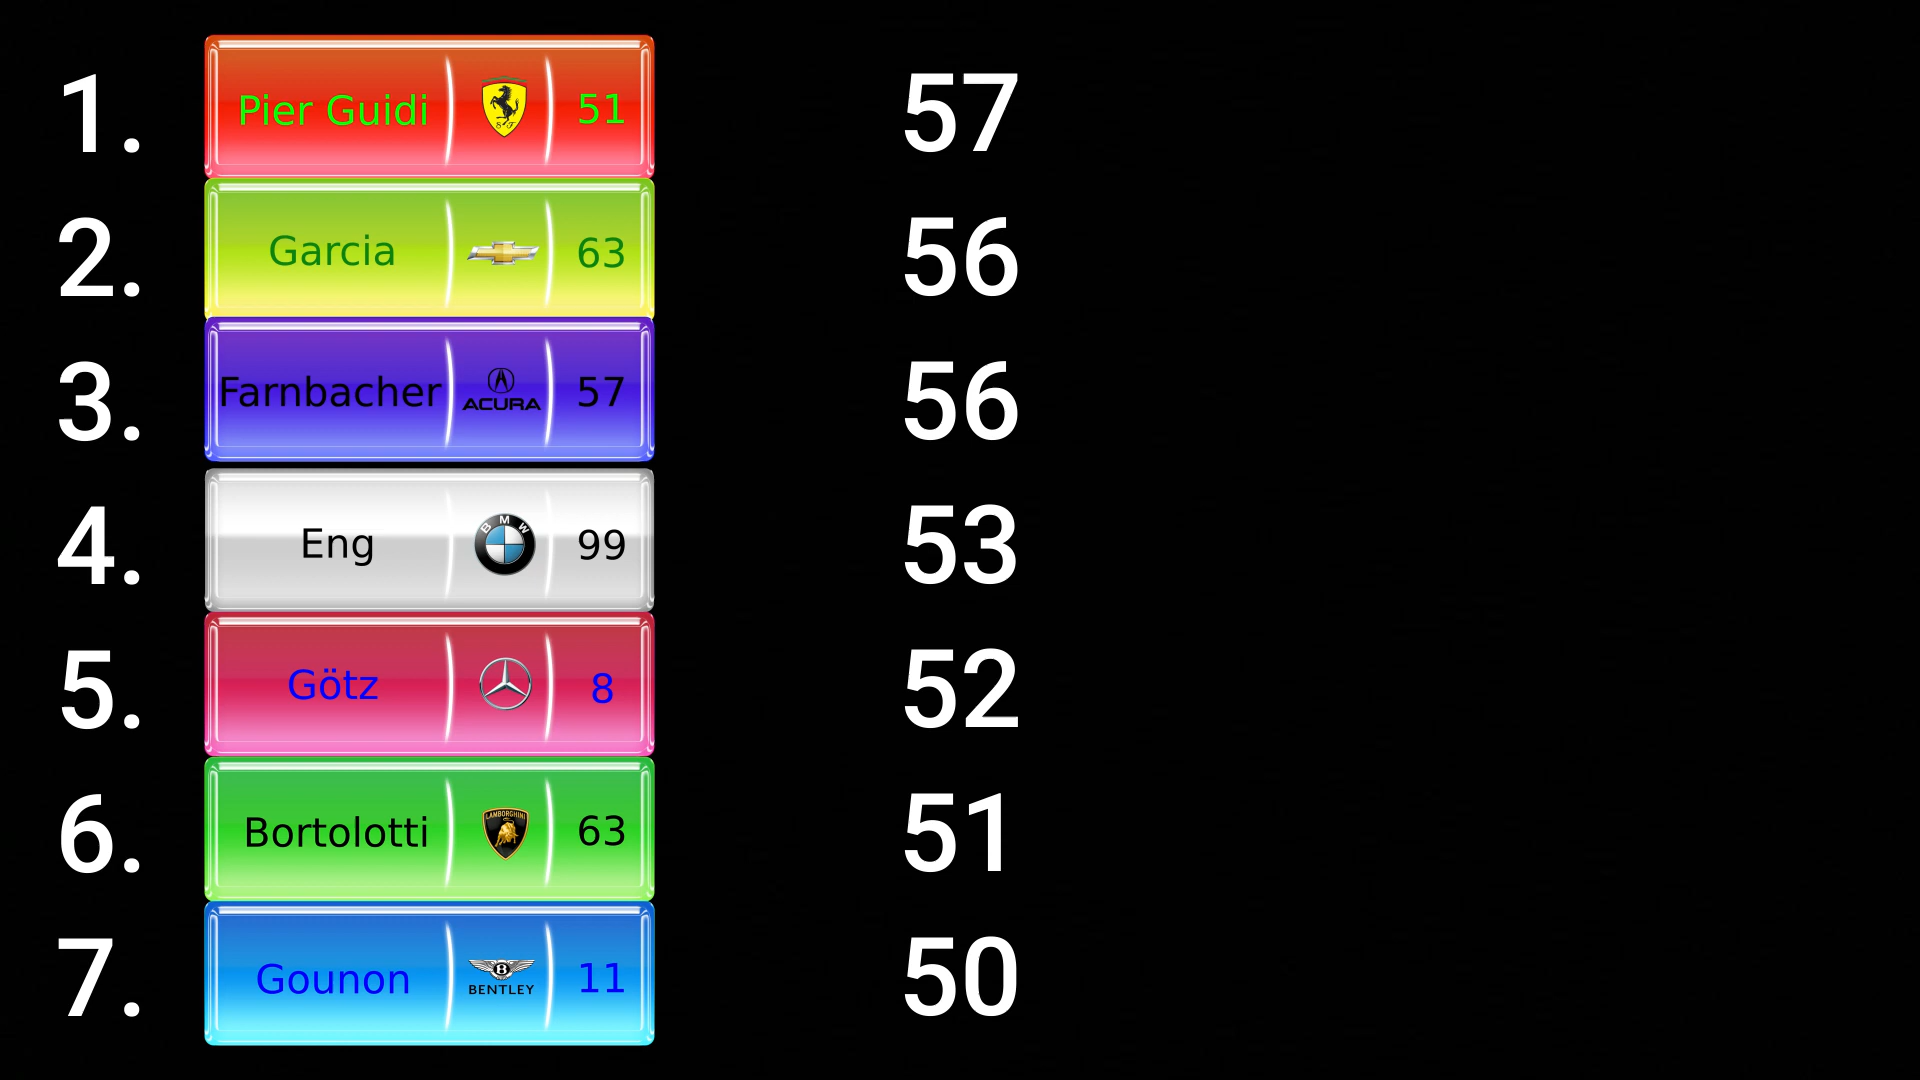 1. Pier Guidi 51 57
2. Garcia 63 56
3. Farnbacher ACURA 57 56
4. Eng BMW 99 53
5. Götz 8 52
6. Bortolotti LAMBORGHINI 63 51
7. Gounon B BENTLEY 11 50